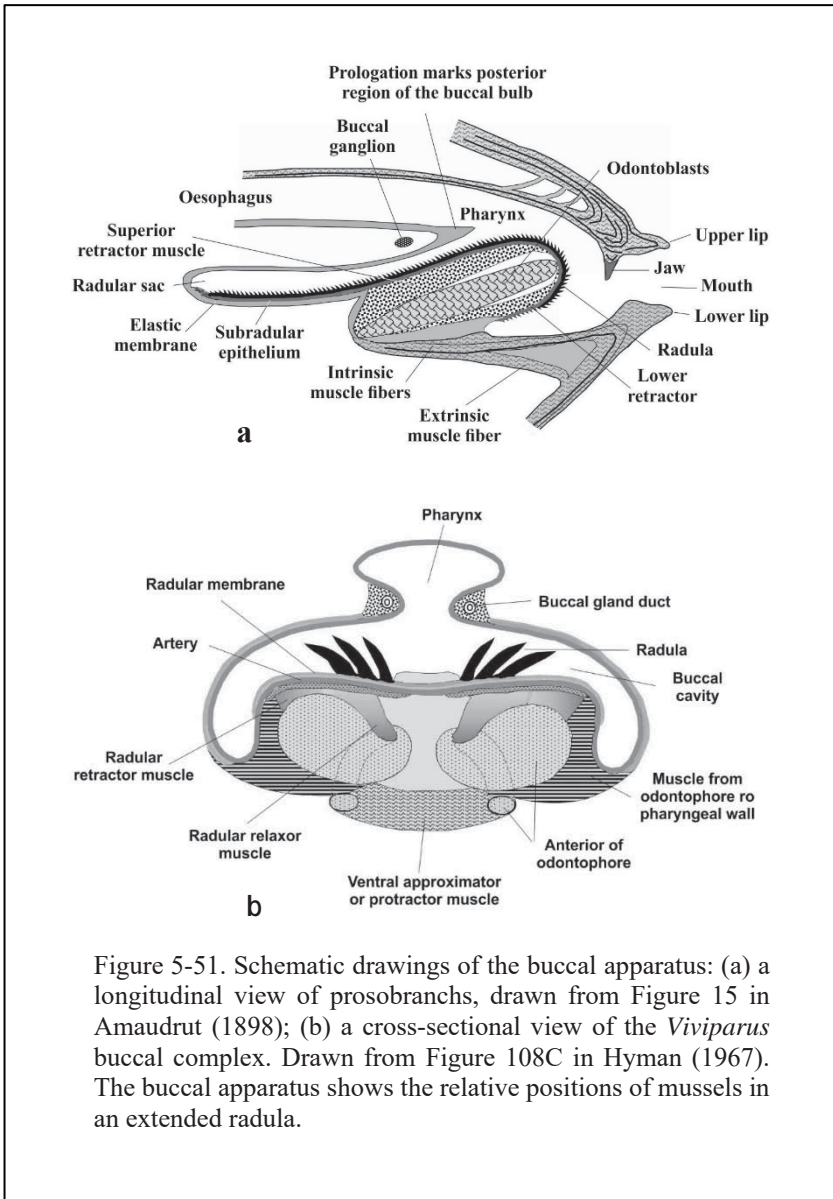 Prologation marks posterior
region of the buccal bulb
Buccal
ganglion
Odontoblasts
Oesophagus
Pharynx
Superior
retractor muscle
Upper lip
Jaw
Radular sac
Mouth
Lower lip
Elastic
membrane
Subradular
epithelium
Radula
Intrinsic
muscle fibers
Lower
retractor
Extrinsic
muscle fiber
a
Pharynx
Radular membrane
Buccal gland duct
Artery
Radula
Buccal
cavity
Radular
retractor muscle
Muscle from
odontophore ro
pharyngeal wall
Radular relaxor
muscle
Anterior of
odontophore
Ventral approximator
or protractor muscle
b
Figure 5-51. Schematic drawings of the buccal apparatus: (a) a
longitudinal view of prosobranchs, drawn from Figure 15 in
Amaudrut (1898); (b) a cross-sectional view of the Viviparus
buccal complex. Drawn from Figure 108C in Hyman (1967).
The buccal apparatus shows the relative positions of mussels in
an extended radula.